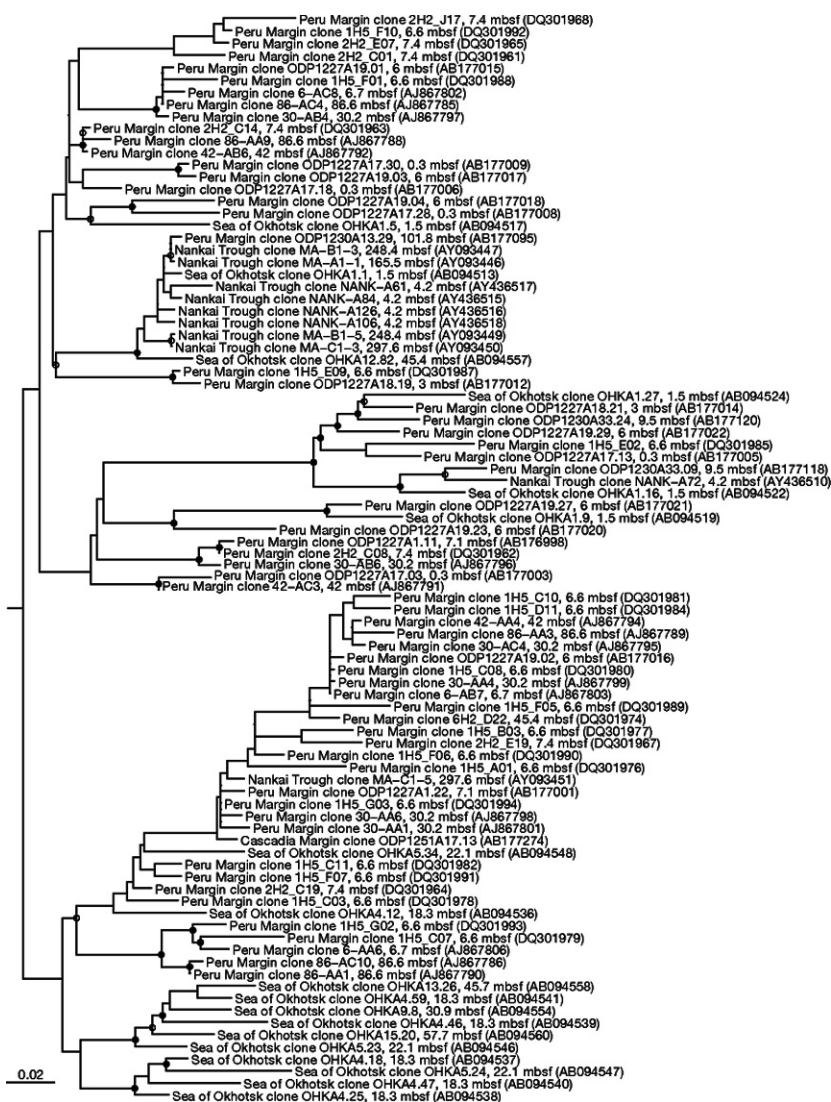 Peru Margin clone 2H2_J17, 7.4 mbsf (DQ301968)
Peru Margin clone 1H5_F10, 6.6 mbsf (DQ301992)
Peru Margin clone 2H2_E07, 7.4 mbsf (DQ301965)
Peru Margin clone 2H2_C01, 7.4 mbsf (DQ301961)
Peru Margin clone ODP1227A19.01, 6 mbsf (AB177015)
Peru Margin clone 1H5_F01, 6.6 mbsf (DQ301988)
Peru Margin clone 6-AC8, 6.7 mbsf (AJ867802)
Peru Margin clone 86-AC4, 86.6 mbsf (AJ867785)
Peru Margin clone 30-AB4, 30.2 mbsf (AJ867797)
Peru Margin clone 2H2_C14, 7.4 mbsf (DQ301963)
Peru Margin clone 86-AA9, 86.6 mbsf (AJ867788)
Peru Margin clone 42-AB6, 42 mbsf (AJ867792)
Peru Margin clone ODP1227A17.30, 0.3 mbsf (AB177009)
Peru Margin clone ODP1227A19.03, 6 mbsf (AB177017)
Peru Margin clone ODP1227A17.18, 0.3 mbsf (AB177006)
Peru Margin clone ODP1227A19.04, 6 mbsf (AB177018)
Peru Margin clone ODP1227A17.28, 0.3 mbsf (AB177008)
Sea of Okhotsk clone OHKA1.5, 1.5 mbsf (AB094517)
Peru Margin clone ODP1230A13.29, 101.8 mbsf (AB177095)
Nankai Trough clone MA-B1-3, 248.4 mbsf (AY093447)
Nankai Trough clone MA-A1-1, 165.5 mbsf (AY093446)
Sea of Okhotsk clone OHKA1.1, 1.5 mbsf (AB094513)
Nankai Trough clone NANK-A61, 4.2 mbsf (AY436517)
Nankai Trough clone NANK-A84, 4.2 mbsf (AY436515)
Nankai Trough clone NANK-A126, 4.2 mbsf (AY436516)
Nankai Trough clone NANK-A106, 4.2 mbsf (AY436518)
Nankai Trough clone MA-B1-5, 248.4 mbsf (AY093449)
Nankai Trough clone MA-C1-3, 297.6 mbsf (AY093450)
Sea of Okhotsk clone OHKA12.82, 45.4 mbsf (AB094557)
Peru Margin clone 1H5_E09, 6.6 mbsf (DQ301987)
Peru Margin clone ODP1227A18.19, 3 mbsf (AB177012)
Sea of Okhotsk clone OHKA1.27, 1.5 mbsf (AB094524)
Peru Margin clone ODP1227A18.21, 3 mbsf (AB177014)
Peru Margin clone ODP1230A33.24, 9.5 mbsf (AB177120)
Peru Margin clone ODP1227A19.29, 6 mbsf (AB177022)
Peru Margin clone 1H5_E02, 6.6 mbsf (DQ301985)
Peru Margin clone ODP1227A17.13, 0.3 mbsf (AB177005)
Peru Margin clone ODP1230A33.09, 9.5 mbsf (AB177118)
Nankai Trough clone NANK-A72, 4.2 mbsf (AY436510)
Sea of Okhotsk clone OHKA1.16, 1.5 mbsf (AB094522)
Peru Margin clone ODP1227A19.27, 6 mbsf (AB177021)
Sea of Okhotsk clone OHKA1.9, 1.5 mbsf (AB094519)
Peru Margin clone ODP1227A19.23, 6 mbsf (AB177020)
Peru Margin clone ODP1227A1.11, 7.1 mbsf (AB176998)
Peru Margin clone 2H2_C08, 7.4 mbsf (DQ301962)
Peru Margin clone 30-AB6, 30.2 mbsf (AJ867796)
Peru Margin clone ODP1227A17.03, 0.3 mbsf (AB177003)
Peru Margin clone 42-AC3, 42 mbsf (AJ867791)
Peru Margin clone 1H5_C10, 6.6 mbsf (DQ301981)
Peru Margin clone 1H5_D11, 6.6 mbsf (DQ301984)
Peru Margin clone 42-AA4, 42 mbsf (AJ867794)
Peru Margin clone 86-AA3, 86.6 mbsf (AJ867789)
Peru Margin clone 30-AC4, 30.2 mbsf (AJ867795)
Peru Margin clone ODP1227A19.02, 6 mbsf (AB177016)
Peru Margin clone 1H5_C08, 6.6 mbsf (DQ301980)
Peru Margin clone 30-AA4, 30.2 mbsf (AJ867799)
Peru Margin clone 6-AB7, 6.7 mbsf (AJ867803)
Peru Margin clone 1H5_F05, 6.6 mbsf (DQ301989)
Peru Margin clone 6H2_D22, 45.4 mbsf (DQ301974)
Peru Margin clone 1H5_B03, 6.6 mbsf (DQ301977)
Peru Margin clone 2H2_E19, 7.4 mbsf (DQ301967)
Peru Margin clone 1H5_F06, 6.6 mbsf (DQ301990)
Peru Margin clone 1H5_A01, 6.6 mbsf (DQ301976)
Nankai Trough clone MA-C1-5, 297.6 mbsf (AY093451)
Peru Margin clone ODP1227A1.22, 7.1 mbsf (AB177001)
Peru Margin clone 1H5_G03, 6.6 mbsf (DQ301994)
Peru Margin clone 30-AA6, 30.2 mbsf (AJ867798)
Peru Margin clone 30-AA1, 30.2 mbsf (AJ867801)
Cascadia Margin clone ODP1251A17.13 (AB177274)
Sea of Okhotsk clone OHKA5.34, 22.1 mbsf (AB094548)
Peru Margin clone 1H5_C11, 6.6 mbsf (DQ301982)
Peru Margin clone 1H5_F07, 6.6 mbsf (DQ301991)
Peru Margin clone 2H2_C19, 7.4 mbsf (DQ301964)
Peru Margin clone 1H5_C03, 6.6 mbsf (DQ301978)
Sea of Okhotsk clone OHKA4.12, 18.3 mbsf (AB094536)
Peru Margin clone 1H5_G02, 6.6 mbsf (DQ301993)
Peru Margin clone 1H5_C07, 6.6 mbsf (DQ301979)
Peru Margin clone 6-AA6, 6.7 mbsf (AJ867806)
Peru Margin clone 86-AC10, 86.6 mbsf (AJ867786)
Peru Margin clone 86-AA1, 86.6 mbsf (AJ867790)
Sea of Okhotsk clone OHKA13.26, 45.7 mbsf (AB094558)
Sea of Okhotsk clone OHKA4.59, 18.3 mbsf (AB094541)
Sea of Okhotsk clone OHKA9.8, 30.9 mbsf (AB094554)
Sea of Okhotsk clone OHKA4.46, 18.3 mbsf (AB094539)
Sea of Okhotsk clone OHKA15.20, 57.7 mbsf (AB094560)
Sea of Okhotsk clone OHKA5.23, 22.1 mbsf (AB094546)
Sea of Okhotsk clone OHKA4.18, 18.3 mbsf (AB094537)
Sea of Okhotsk clone OHKA5.24, 22.1 mbsf (AB094547)
Sea of Okhotsk clone OHKA4.47, 18.3 mbsf (AB094540)
Sea of Okhotsk clone OHKA4.25, 18.3 mbsf (AB094538)
0.02